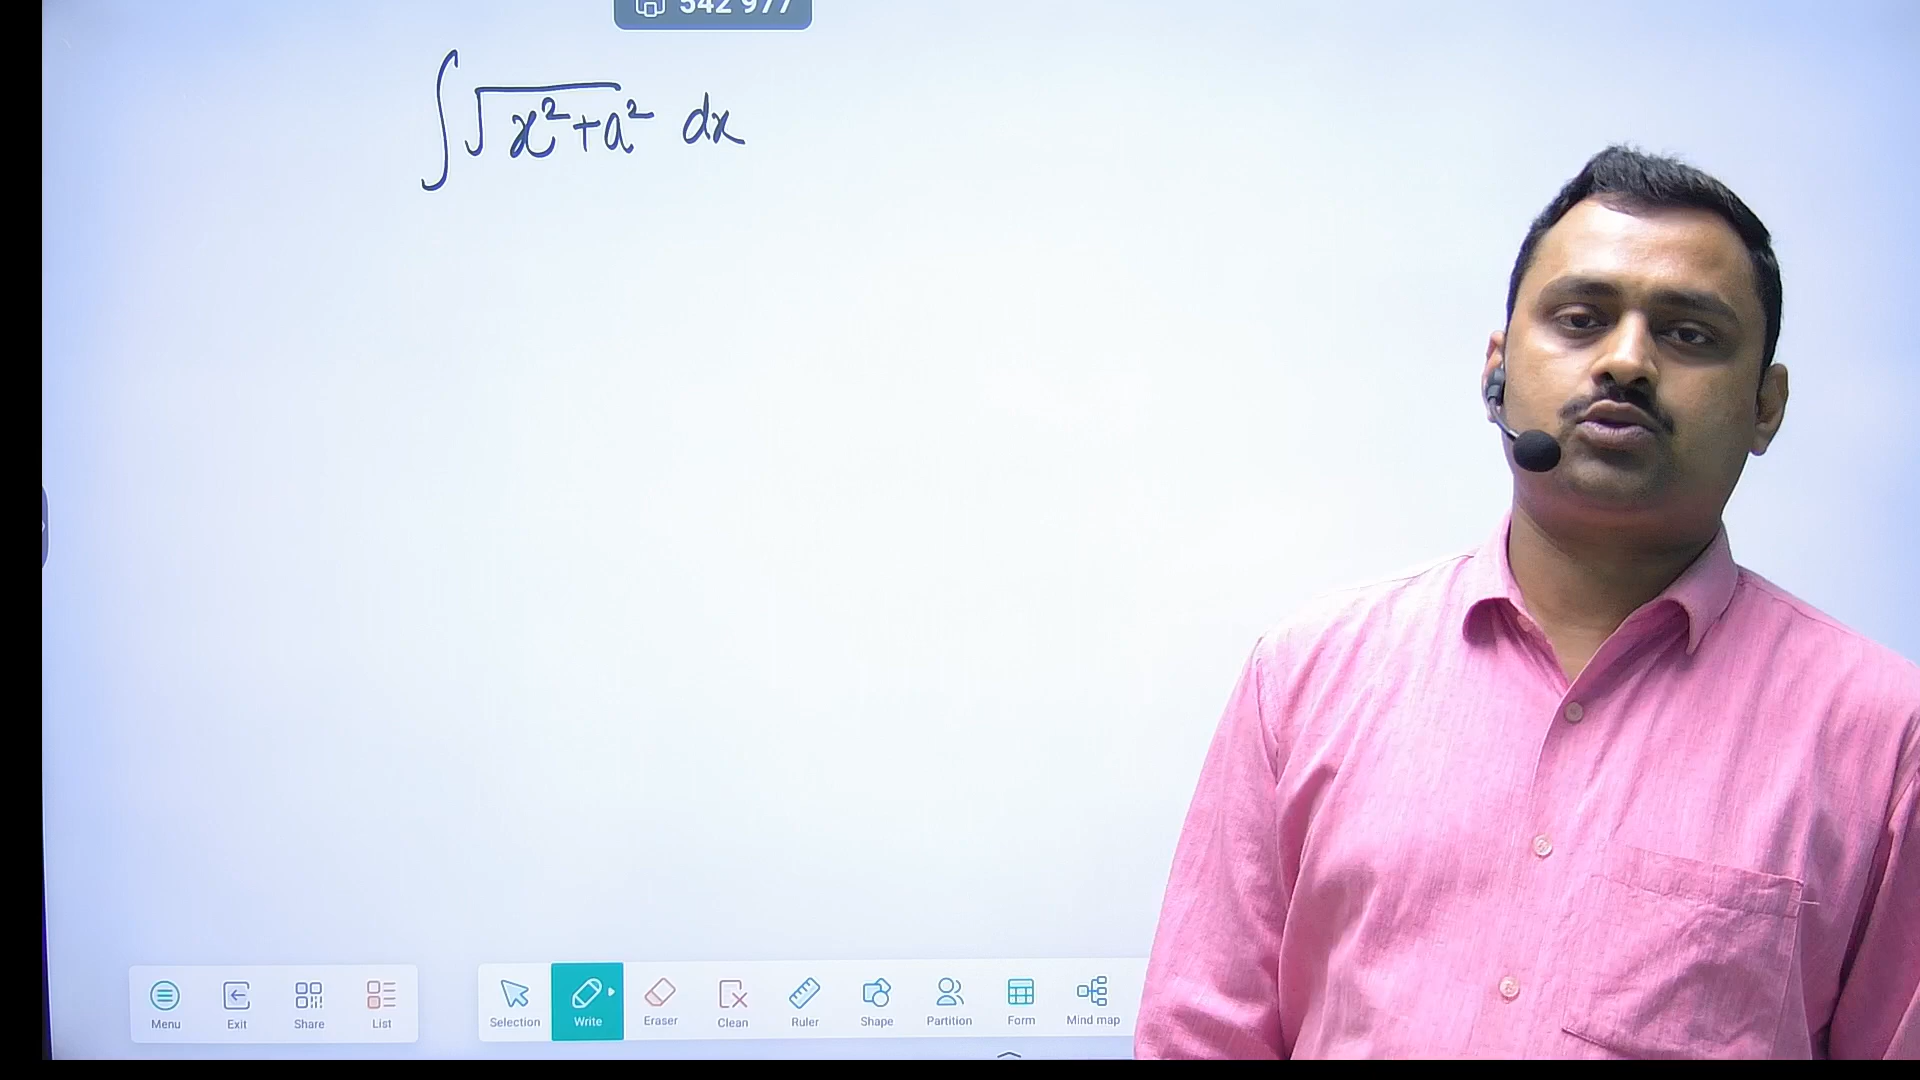 542 977
∫√x²+a² dx
Menu
Exit
Share
List
Selection
Write
Eraser
Clean
Ruler
Shape
Partition
Form
Mind map